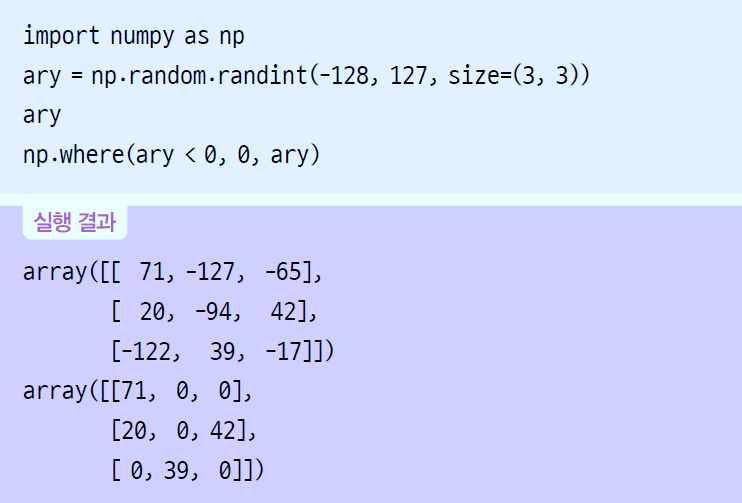 import numpy as np
ary = np.random.randint(-128, 127, size=(3, 3))
ary
np.where(ary < 0, 0, ary)
실행 결과
array([[ 71, -127, -65],
[ 20, -94, 42],
[-122, 39, -17]])
array([[71, 0, 0],
[20, 0, 42],
[ 0, 39, 0]])